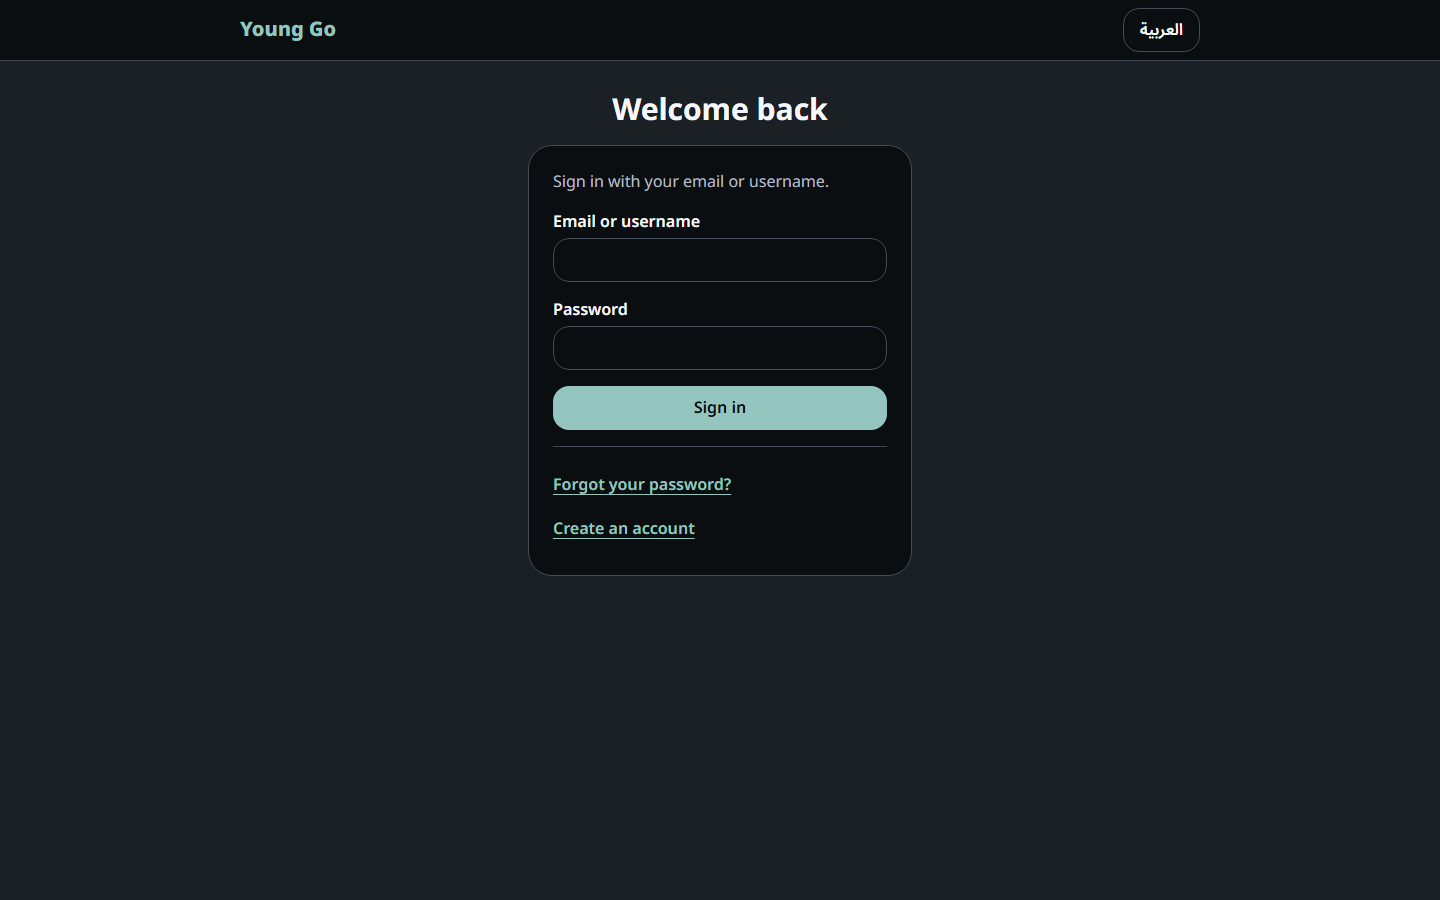 Young Go
العربية
Welcome back
Sign in with your email or username.
Email or username
Password
Sign in
Forgot your password?
Create an account